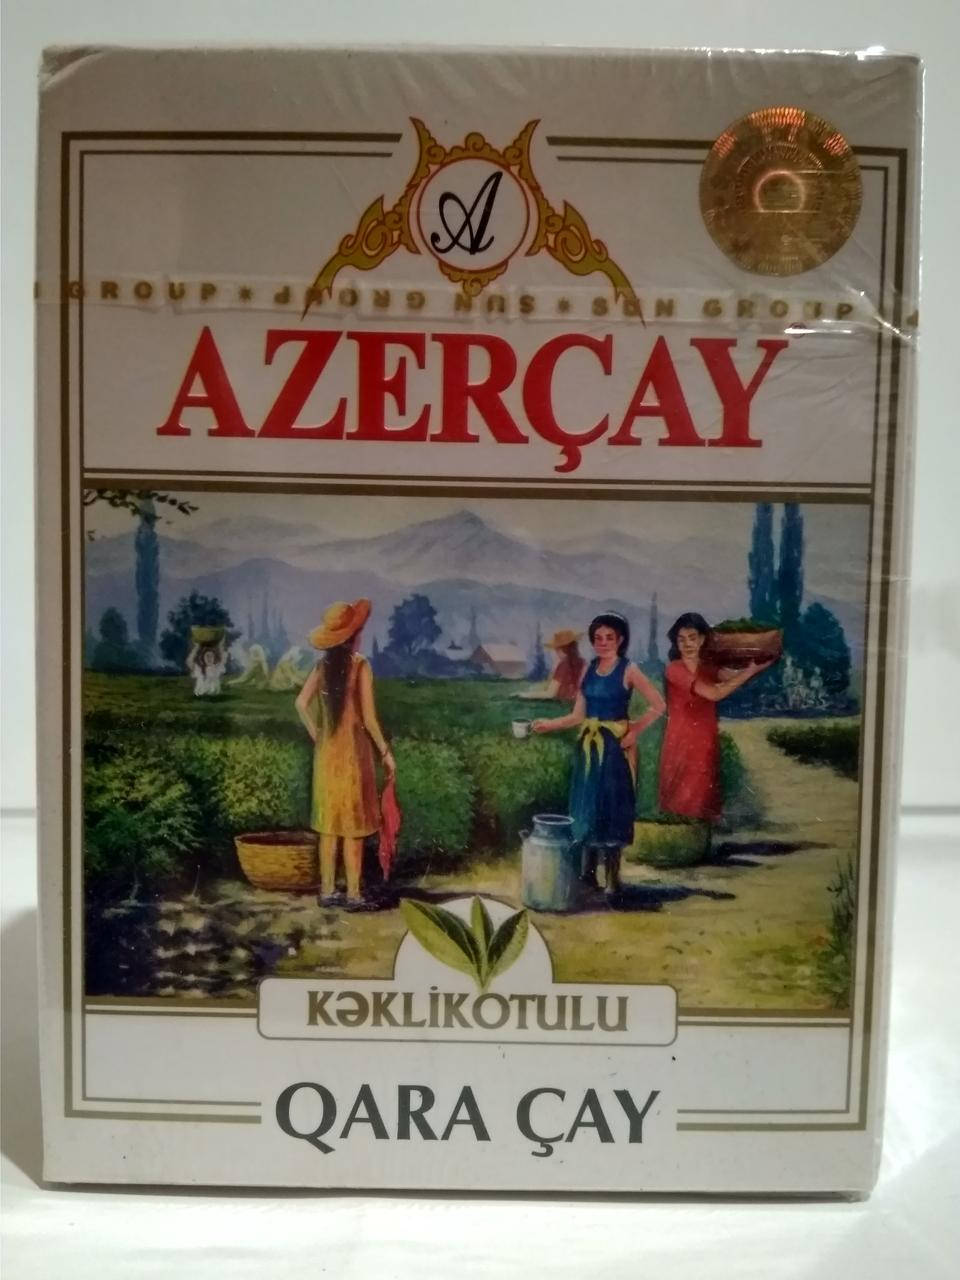 A
GROUP * SUN GROUP * SUN GROUP
AZERÇAY
KƏKLİKOTULU
QARA ÇAY